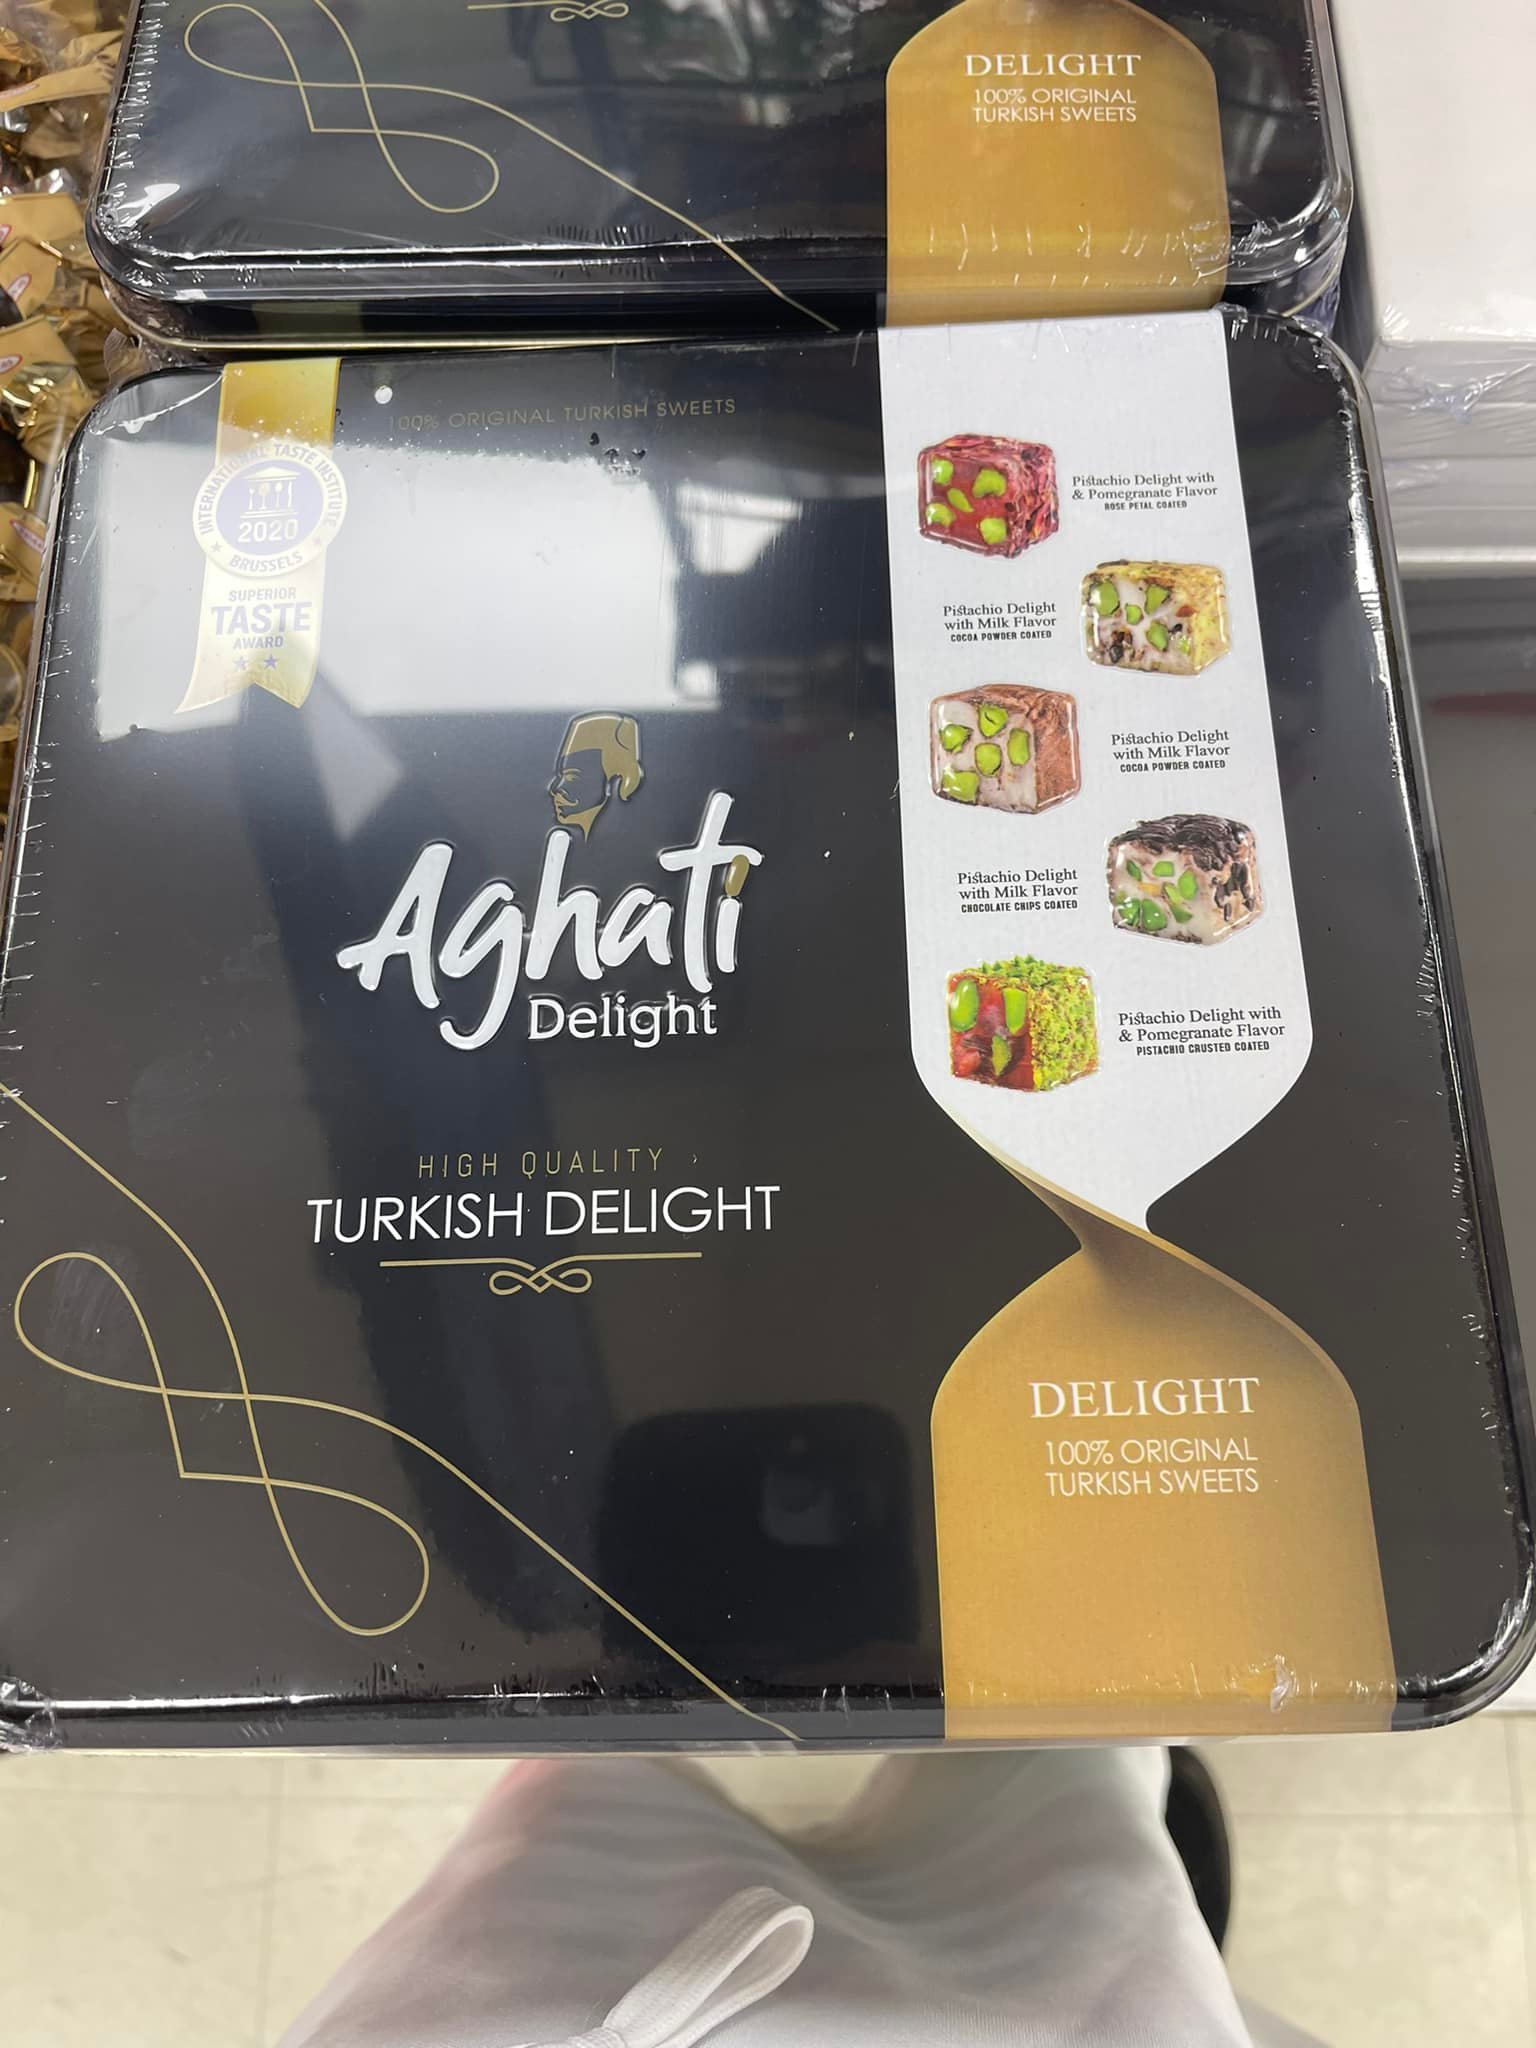 DELIGHT
100% ORIGINAL
TURKISH SWEETS
100% ORIGINAL TURKISH SWEETS
INTERNATIONAL TASTE INSTITUTE
2020
BRUSSELS
SUPERIOR
TASTE
AWARD
Aghati
Delight
HIGH QUALITY
TURKISH DELIGHT
Pistachio Delight with
& Pomegranate Flavor
ROSE PETAL COATED
Pistachio Delight
with Milk Flavor
COCOA POWDER COATED
Pistachio Delight
with Milk Flavor
COCOA POWDER COATED
Pistachio Delight
with Milk Flavor
CHOCOLATE CHIPS COATED
Pistachio Delight with
& Pomegranate Flavor
PISTACHIO CRUSTED COATED
DELIGHT
100% ORIGINAL
TURKISH SWEETS